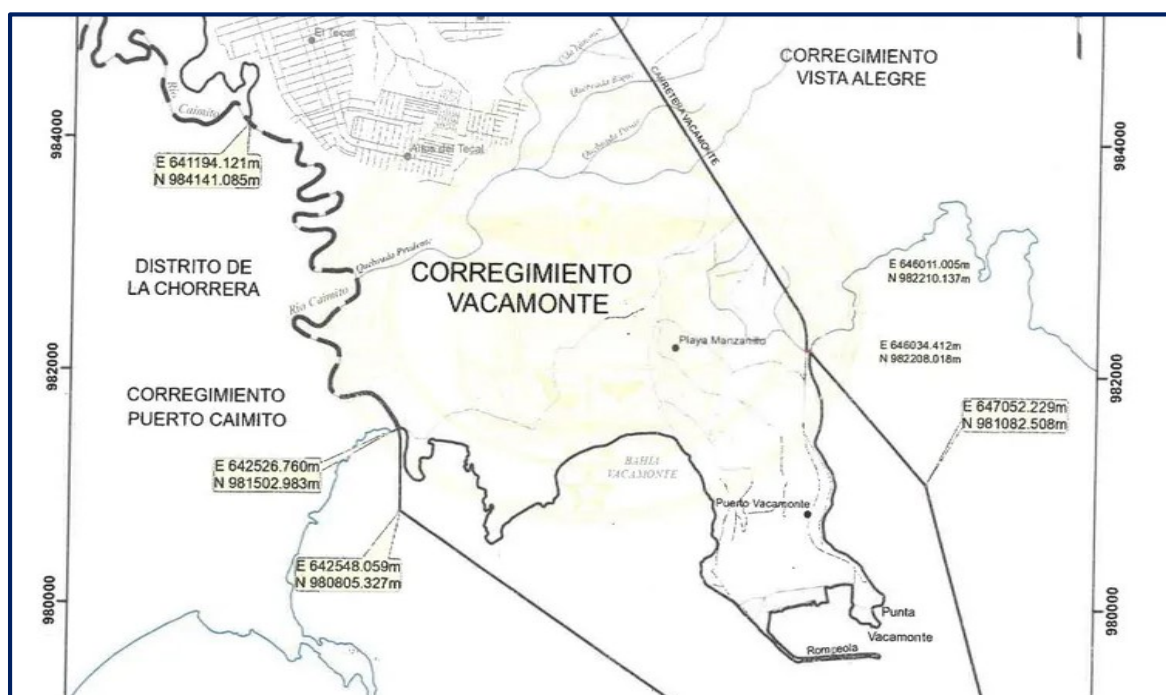 El Tecal
CORREGIMIENTO
VISTA ALEGRE
CARRETERA VACAMONTE
Río
Caimito
984000
984000
Altos del Tecal
E 641194.121m
N 984141.085m
Quebrada Prudente
DISTRITO DE
LA CHORRERA
CORREGIMIENTO
VACAMONTE
E 646011.005m
N 982210.137m
Río Caimito
Playa Manzanillo
E 646034.412m
N 982208.018m
982000
982000
CORREGIMIENTO
PUERTO CAIMITO
E 647052.229m
N 981082.508m
E 642526.760m
N 981502.983m
BAHÍA
VACAMONTE
Puerto Vacamonte
E 642548.059m
N 980805.327m
980000
980000
Punta
Vacamonte
Rompeola